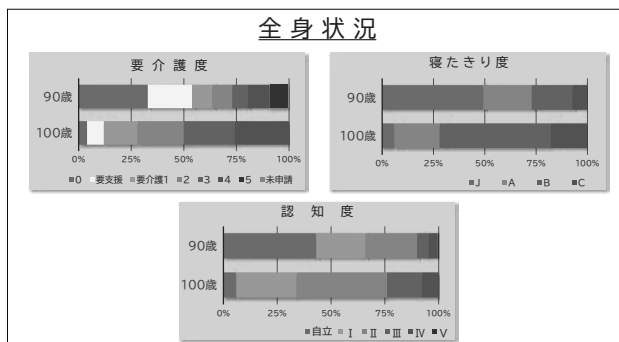 全身状況
要介護度
90歳
100歳
0% 25% 50% 75% 100%
■0 ■要支援 ■要介護1 ■2 ■3 ■4 ■5 ■未申請
寝たきり度
90歳
100歳
0% 25% 50% 75% 100%
■J ■A ■B ■C
認知度
90歳
100歳
0% 25% 50% 75% 100%
■自立 ■Ⅰ ■Ⅱ ■Ⅲ ■Ⅳ ■Ⅴ